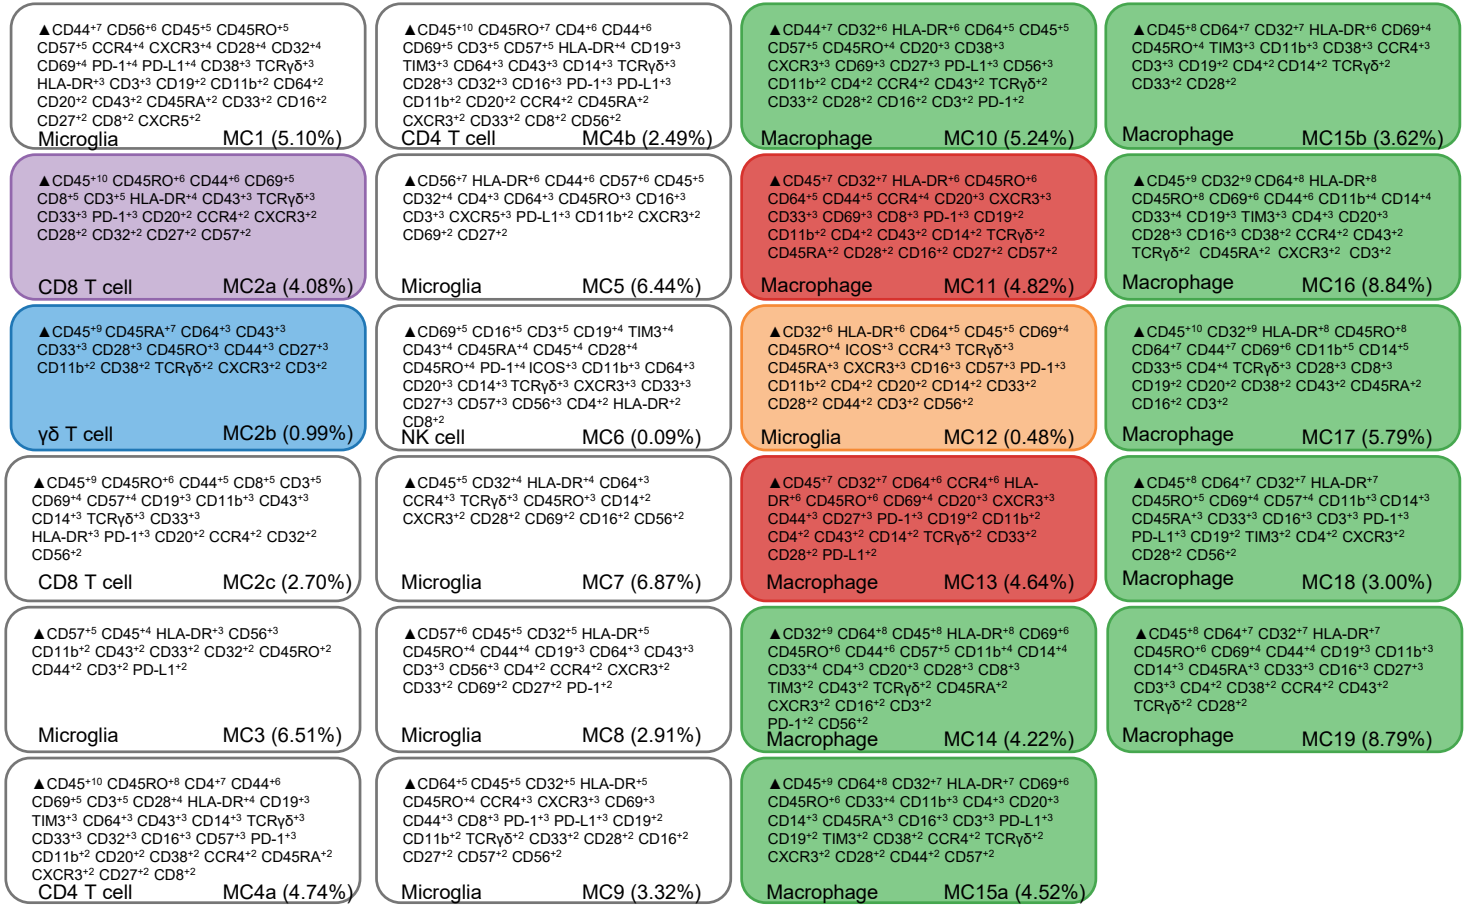 ▲CD44+7 CD56+6 CD45+5 CD45RO+5
CD57+5 CCR4+4 CXCR3+4 CD28+4 CD32+4
CD69+4 PD-1+4 PD-L1+4 CD38+3 TCRγδ+3
HLA-DR+3 CD3+3 CD19+2 CD11b+2 CD64+2
CD20+2 CD43+2 CD45RA+2 CD33+2 CD16+2
CD27+2 CD8+2 CXCR5+2
Microglia MC1 (5.10%)
▲CD45+10 CD45RO+6 CD44+6 CD69+5
CD8+5 CD3+5 HLA-DR+4 CD43+3 TCRγδ+3
CD33+3 PD-1+3 CD20+2 CCR4+2 CXCR3+2
CD28+2 CD32+2 CD27+2 CD57+2
CD8 T cell MC2a (4.08%)
▲CD45+9 CD45RA+7 CD64+3 CD43+3
CD33+3 CD28+3 CD45RO+3 CD44+3 CD27+3
CD11b+2 CD38+2 TCRγδ+2 CXCR3+2 CD3+2
γδ T cell MC2b (0.99%)
▲CD45+9 CD45RO+6 CD44+5 CD8+5 CD3+5
CD69+4 CD57+4 CD19+3 CD11b+3 CD43+3
CD14+3 TCRγδ+3 CD33+3
HLA-DR+3 PD-1+3 CD20+2 CCR4+2 CD32+2
CD56+2
CD8 T cell MC2c (2.70%)
▲CD57+5 CD45+4 HLA-DR+3 CD56+3
CD11b+2 CD43+2 CD33+2 CD32+2 CD45RO+2
CD44+2 CD3+2 PD-L1+2
Microglia MC3 (6.51%)
▲CD45+10 CD45RO+8 CD4+7 CD44+6
CD69+5 CD3+5 CD28+4 HLA-DR+4 CD19+3
TIM3+3 CD64+3 CD43+3 CD14+3 TCRγδ+3
CD33+3 CD32+3 CD16+3 CD57+3 PD-1+3
CD11b+2 CD20+2 CD38+2 CCR4+2 CD45RA+2
CXCR3+2 CD27+2 CD8+2
CD4 T cell MC4a (4.74%)
▲CD45+10 CD45RO+7 CD4+6 CD44+6
CD69+5 CD3+5 CD57+5 HLA-DR+4 CD19+3
TIM3+3 CD64+3 CD43+3 CD14+3 TCRγδ+3
CD28+3 CD32+3 CD16+3 PD-1+3 PD-L1+3
CD11b+2 CD20+2 CCR4+2 CD45RA+2
CXCR3+2 CD33+2 CD8+2 CD56+2
CD4 T cell MC4b (2.49%)
▲CD56+7 HLA-DR+6 CD44+6 CD57+6 CD45+5
CD32+4 CD4+3 CD64+3 CD45RO+3 CD16+3
CD3+3 CXCR5+3 PD-L1+3 CD11b+2 CXCR3+2
CD69+2 CD27+2
Microglia MC5 (6.44%)
▲CD69+5 CD16+5 CD3+5 CD19+4 TIM3+4
CD43+4 CD45RA+4 CD45+4 CD28+4
CD45RO+4 PD-1+4 ICOS+3 CD11b+3 CD64+3
CD20+3 CD14+3 TCRγδ+3 CXCR3+3 CD33+3
CD27+3 CD57+3 CD56+3 CD4+2 HLA-DR+2
CD8+2
NK cell MC6 (0.09%)
▲CD45+5 CD32+4 HLA-DR+4 CD64+3
CCR4+3 TCRγδ+3 CD45RO+3 CD14+2
CXCR3+2 CD28+2 CD69+2 CD16+2 CD56+2
Microglia MC7 (6.87%)
▲CD57+6 CD45+5 CD32+5 HLA-DR+5
CD45RO+4 CD44+4 CD19+3 CD64+3 CD43+3
CD3+3 CD56+3 CD4+2 CCR4+2 CXCR3+2
CD33+2 CD69+2 CD27+2 PD-1+2
Microglia MC8 (2.91%)
▲CD64+5 CD45+5 CD32+5 HLA-DR+5
CD45RO+4 CCR4+3 CXCR3+3 CD69+3
CD44+3 CD8+3 PD-1+3 PD-L1+3 CD19+2
CD11b+2 TCRγδ+2 CD33+2 CD28+2 CD16+2
CD27+2 CD57+2 CD56+2
Microglia MC9 (3.32%)
▲CD44+7 CD32+6 HLA-DR+6 CD64+5 CD45+5
CD57+5 CD45RO+4 CD20+3 CD38+3
CXCR3+3 CD69+3 CD27+3 PD-L1+3 CD56+3
CD11b+2 CD4+2 CCR4+2 CD43+2 TCRγδ+2
CD33+2 CD28+2 CD16+2 CD3+2 PD-1+2
Macrophage MC10 (5.24%)
▲CD45+7 CD32+7 HLA-DR+6 CD45RO+6
CD64+5 CD44+5 CCR4+4 CD20+3 CXCR3+3
CD33+3 CD69+3 CD8+3 PD-1+3 CD19+2
CD11b+2 CD4+2 CD43+2 CD14+2 TCRγδ+2
CD45RA+2 CD28+2 CD16+2 CD27+2 CD57+2
Macrophage MC11 (4.82%)
▲CD32+6 HLA-DR+6 CD64+5 CD45+5 CD69+4
CD45RO+4 ICOS+3 CCR4+3 TCRγδ+3
CD45RA+3 CXCR3+3 CD16+3 CD57+3 PD-1+3
CD11b+2 CD4+2 CD20+2 CD14+2 CD33+2
CD28+2 CD44+2 CD3+2 CD56+2
Microglia MC12 (0.48%)
▲CD45+7 CD32+7 CD64+6 CCR4+6 HLA-
DR+6 CD45RO+6 CD69+4 CD20+3 CXCR3+3
CD44+3 CD27+3 PD-1+3 CD19+2 CD11b+2
CD4+2 CD43+2 CD14+2 TCRγδ+2 CD33+2
CD28+2 PD-L1+2
Macrophage MC13 (4.64%)
▲CD32+9 CD64+8 CD45+8 HLA-DR+8 CD69+6
CD45RO+6 CD44+6 CD57+5 CD11b+4 CD14+4
CD33+4 CD4+3 CD20+3 CD28+3 CD8+3
TIM3+2 CD43+2 TCRγδ+2 CD45RA+2
CXCR3+2 CD16+2 CD3+2
PD-1+2 CD56+2
Macrophage MC14 (4.22%)
▲CD45+9 CD64+8 CD32+7 HLA-DR+7 CD69+6
CD45RO+6 CD33+4 CD11b+3 CD4+3 CD20+3
CD14+3 CD45RA+3 CD16+3 CD3+3 PD-L1+3
CD19+2 TIM3+2 CD38+2 CCR4+2 TCRγδ+2
CXCR3+2 CD28+2 CD44+2 CD57+2
Macrophage MC15a (4.52%)
▲CD45+8 CD64+7 CD32+7 HLA-DR+6 CD69+4
CD45RO+4 TIM3+3 CD11b+3 CD38+3 CCR4+3
CD3+3 CD19+2 CD4+2 CD14+2 TCRγδ+2
CD33+2 CD28+2
Macrophage MC15b (3.62%)
▲CD45+9 CD32+9 CD64+8 HLA-DR+8
CD45RO+8 CD69+6 CD44+6 CD11b+4 CD14+4
CD33+4 CD19+3 TIM3+3 CD4+3 CD20+3
CD28+3 CD16+3 CD38+2 CCR4+2 CD43+2
TCRγδ+2 CD45RA+2 CXCR3+2 CD3+2
Macrophage MC16 (8.84%)
▲CD45+10 CD32+9 HLA-DR+8 CD45RO+8
CD64+7 CD44+7 CD69+6 CD11b+5 CD14+5
CD33+5 CD4+4 TCRγδ+3 CD28+3 CD8+3
CD19+2 CD20+2 CD38+2 CD43+2 CD45RA+2
CD16+2 CD3+2
Macrophage MC17 (5.79%)
▲CD45+8 CD64+7 CD32+7 HLA-DR+7
CD45RO+5 CD69+4 CD57+4 CD11b+3 CD14+3
CD45RA+3 CD33+3 CD16+3 CD3+3 PD-1+3
PD-L1+3 CD19+2 TIM3+2 CD4+2 CXCR3+2
CD28+2 CD56+2
Macrophage MC18 (3.00%)
▲CD45+8 CD64+7 CD32+7 HLA-DR+7
CD45RO+6 CD69+4 CD44+4 CD19+3 CD11b+3
CD14+3 CD45RA+3 CD33+3 CD16+3 CD27+3
CD3+3 CD4+2 CD38+2 CCR4+2 CD43+2
TCRγδ+2 CD28+2
Macrophage MC19 (8.79%)